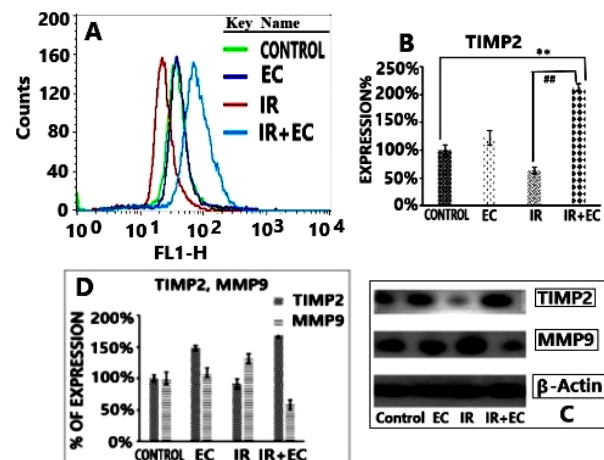 A
Key Name
CONTROL
EC
IR
IR+EC
Counts
200
160
120
80
40
0
10^0 10^1 10^2 10^3 10^4
FL1-H
B
TIMP2
**
##
EXPRESSION%
250%
200%
150%
100%
50%
0%
CONTROL EC IR IR+EC
D
TIMP2, MMP9
TIMP2
MMP9
% OF EXPRESSION
200%
150%
100%
50%
0%
CONTROL EC IR IR+EC
TIMP2
MMP9
β-Actin
Control EC IR IR+EC
C